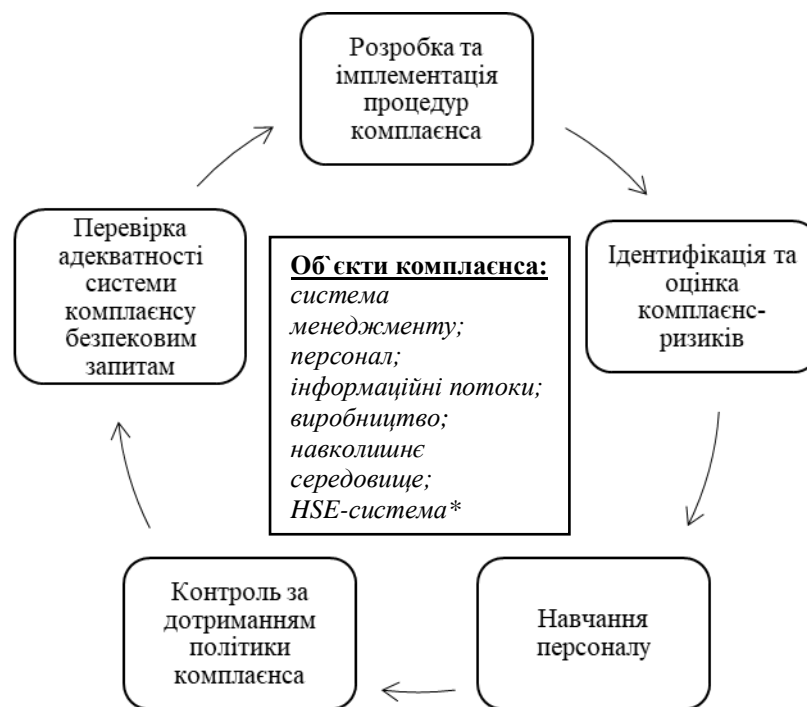 Розробка та
імплементація
процедур
комплаєнса
Перевірка
адекватності
системи
комплаєнсу
безпековим
запитам
Об`єкти комплаєнса:
система
менеджменту;
персонал;
інформаційні потоки;
виробництво;
навколишнє
середовище;
HSE-система*
Ідентифікація та
оцінка
комплаєнс-
ризиків
Контроль за
дотриманням
політики
комплаєнса
Навчання
персоналу